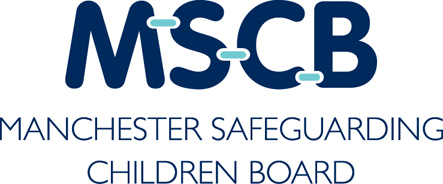 MSCB
MANCHESTER SAFEGUARDING
CHILDREN BOARD